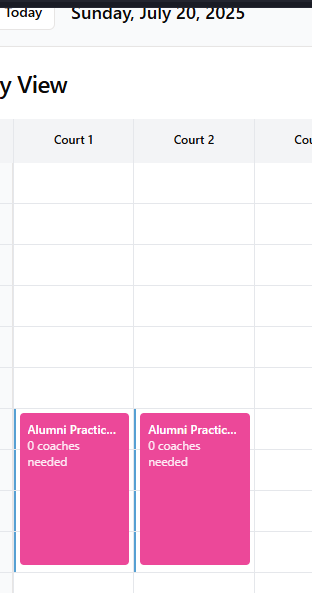 Today
Sunday, July 20, 2025
y View
Court 1
Court 2
Cou
Alumni Practic...
0 coaches
needed
Alumni Practic...
0 coaches
needed